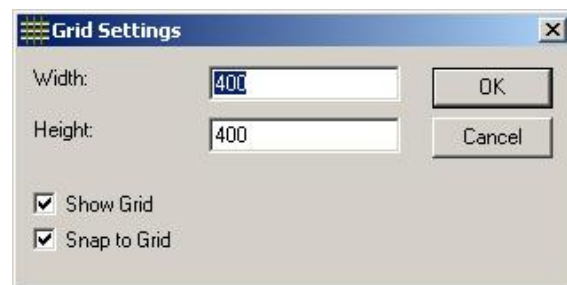 Grid Settings
Width: 400 OK
Height: 400 Cancel
Show Grid
Snap to Grid